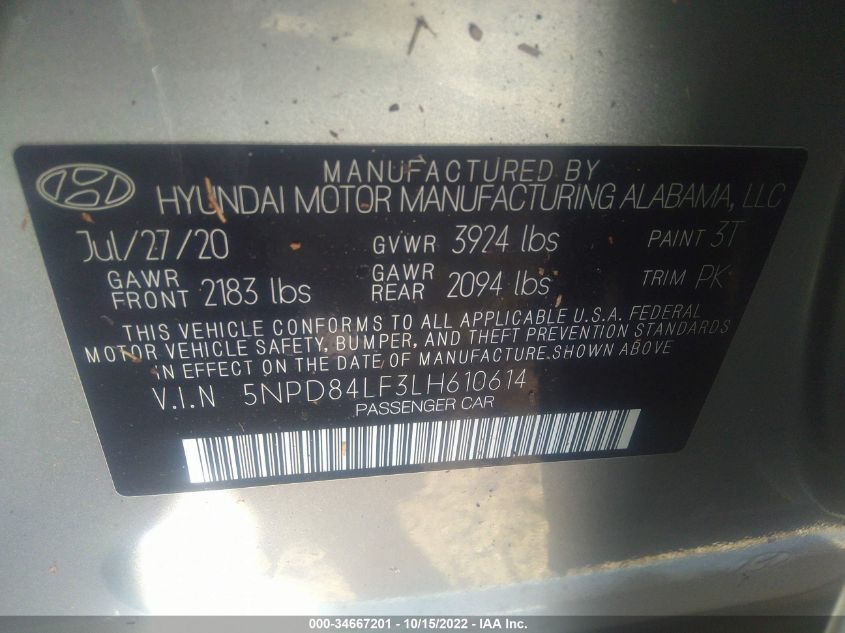 MANUFACTURED BY
HYUNDAI MOTOR MANUFACTURING ALABAMA, LLC
Jul/27/20 GVWR 3924 lbs PAINT 3T
GAWR FRONT 2183 lbs GAWR REAR 2094 lbs TRIM PK
THIS VEHICLE CONFORMS TO ALL APPLICABLE U.S.A. FEDERAL
MOTOR VEHICLE SAFETY, BUMPER, AND THEFT PREVENTION STANDARDS
IN EFFECT ON THE DATE OF MANUFACTURE SHOWN ABOVE
V.I.N 5NPD84LF3LH610614
PASSENGER CAR
000-34667201 - 10/15/2022 - IAA Inc.